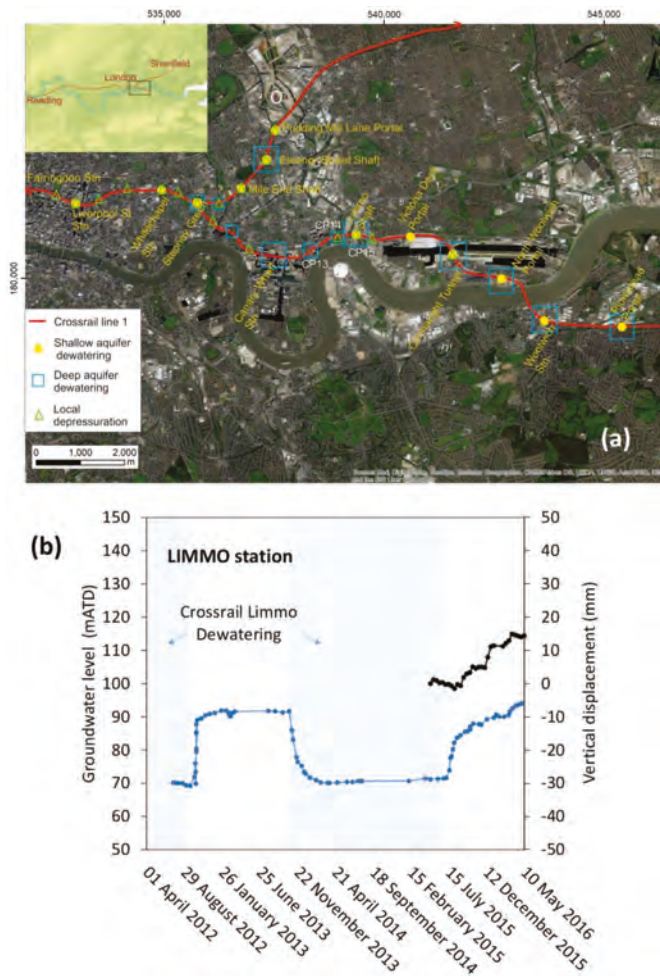 535,000 540,000 545,000
180,000
Shenfield
London
Reading
Pudding Mill Lane Portal
Eleanor Street Shaft
Mile End Shaft
Farringdon Stn
Liverpool St
Stn
Whitechapel
Stn
Canary Wharf
Stn
CP13
CP14
CP15
Limmo
Shaft
Victoria Dock
Portal
Connaught Tunnel
North Woolwich
Portal
Woolwich
Stn
Crossrail line 1
Shallow aquifer
dewatering
Deep aquifer
dewatering
Local
depressuration
0 1,000 2,000
m
(a)
(b)
LIMMO station
Crossrail Limmo
Dewatering
Groundwater level (mATD)
150
140
130
120
110
100
90
80
70
60
50
Vertical displacement (mm)
50
40
30
20
10
0
-10
-20
-30
-40
-50
01 April 2012
29 August 2012
26 January 2013
25 June 2013
22 November 2013
21 April 2014
18 September 2014
15 February 2015
15 July 2015
12 December 2015
10 May 2016